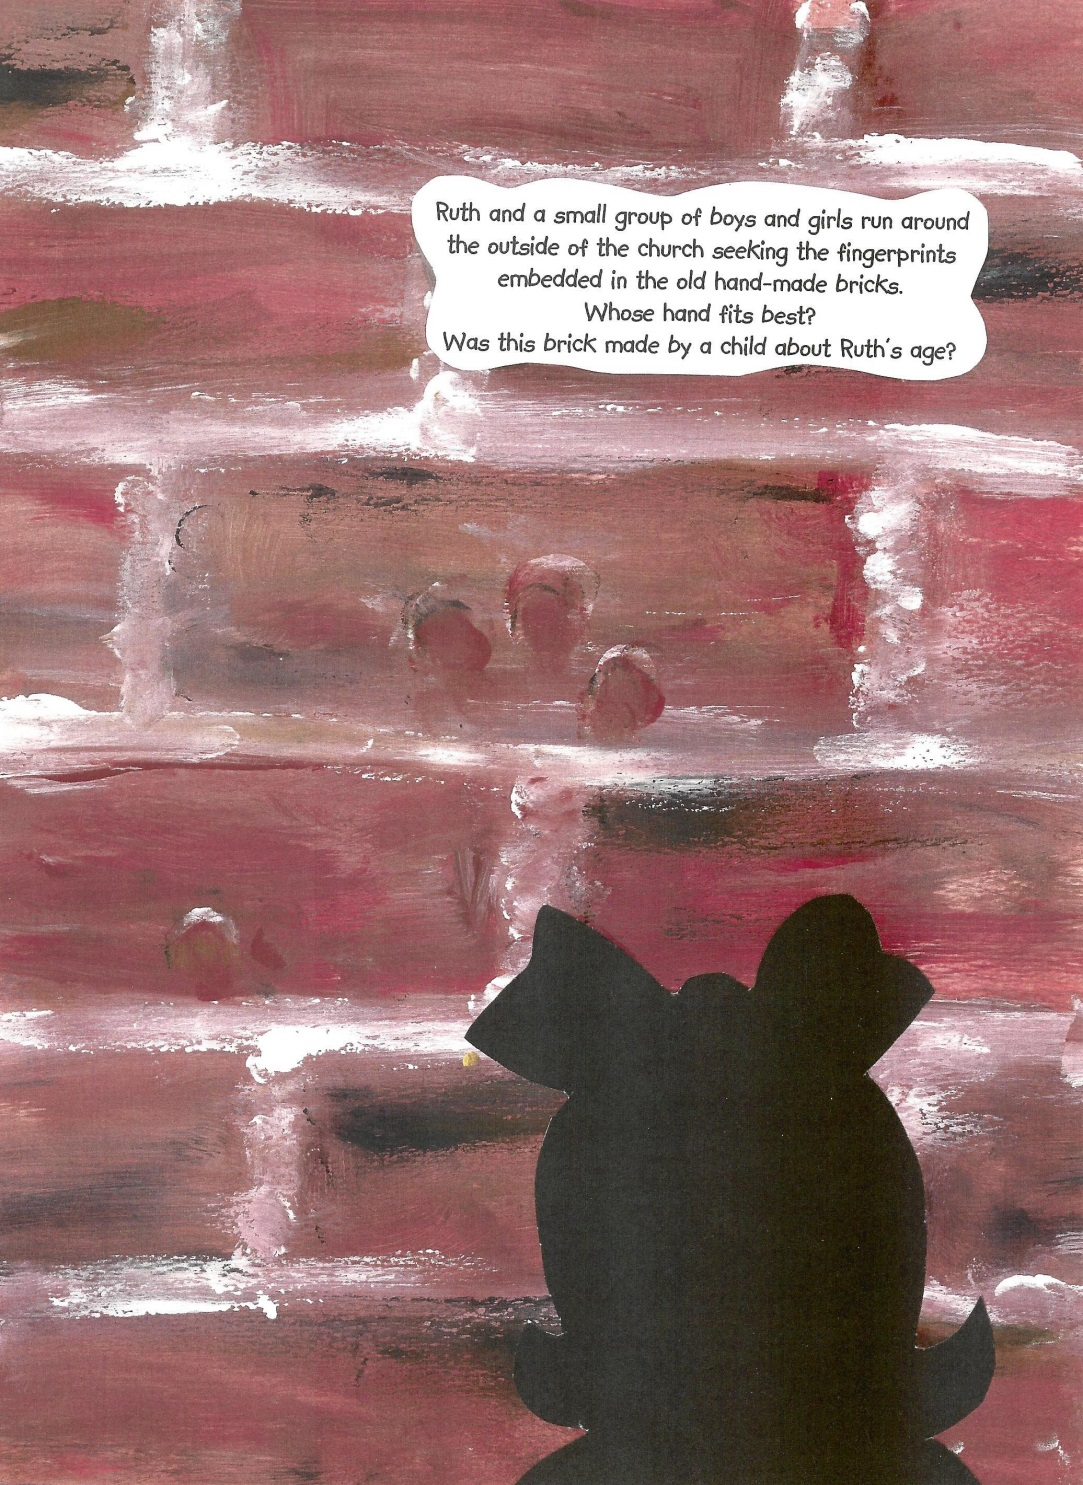 Ruth and a small group of boys and girls run around
the outside of the church seeking the fingerprints
embedded in the old hand-made bricks.
Whose hand fits best?
Was this brick made by a child about Ruth's age?